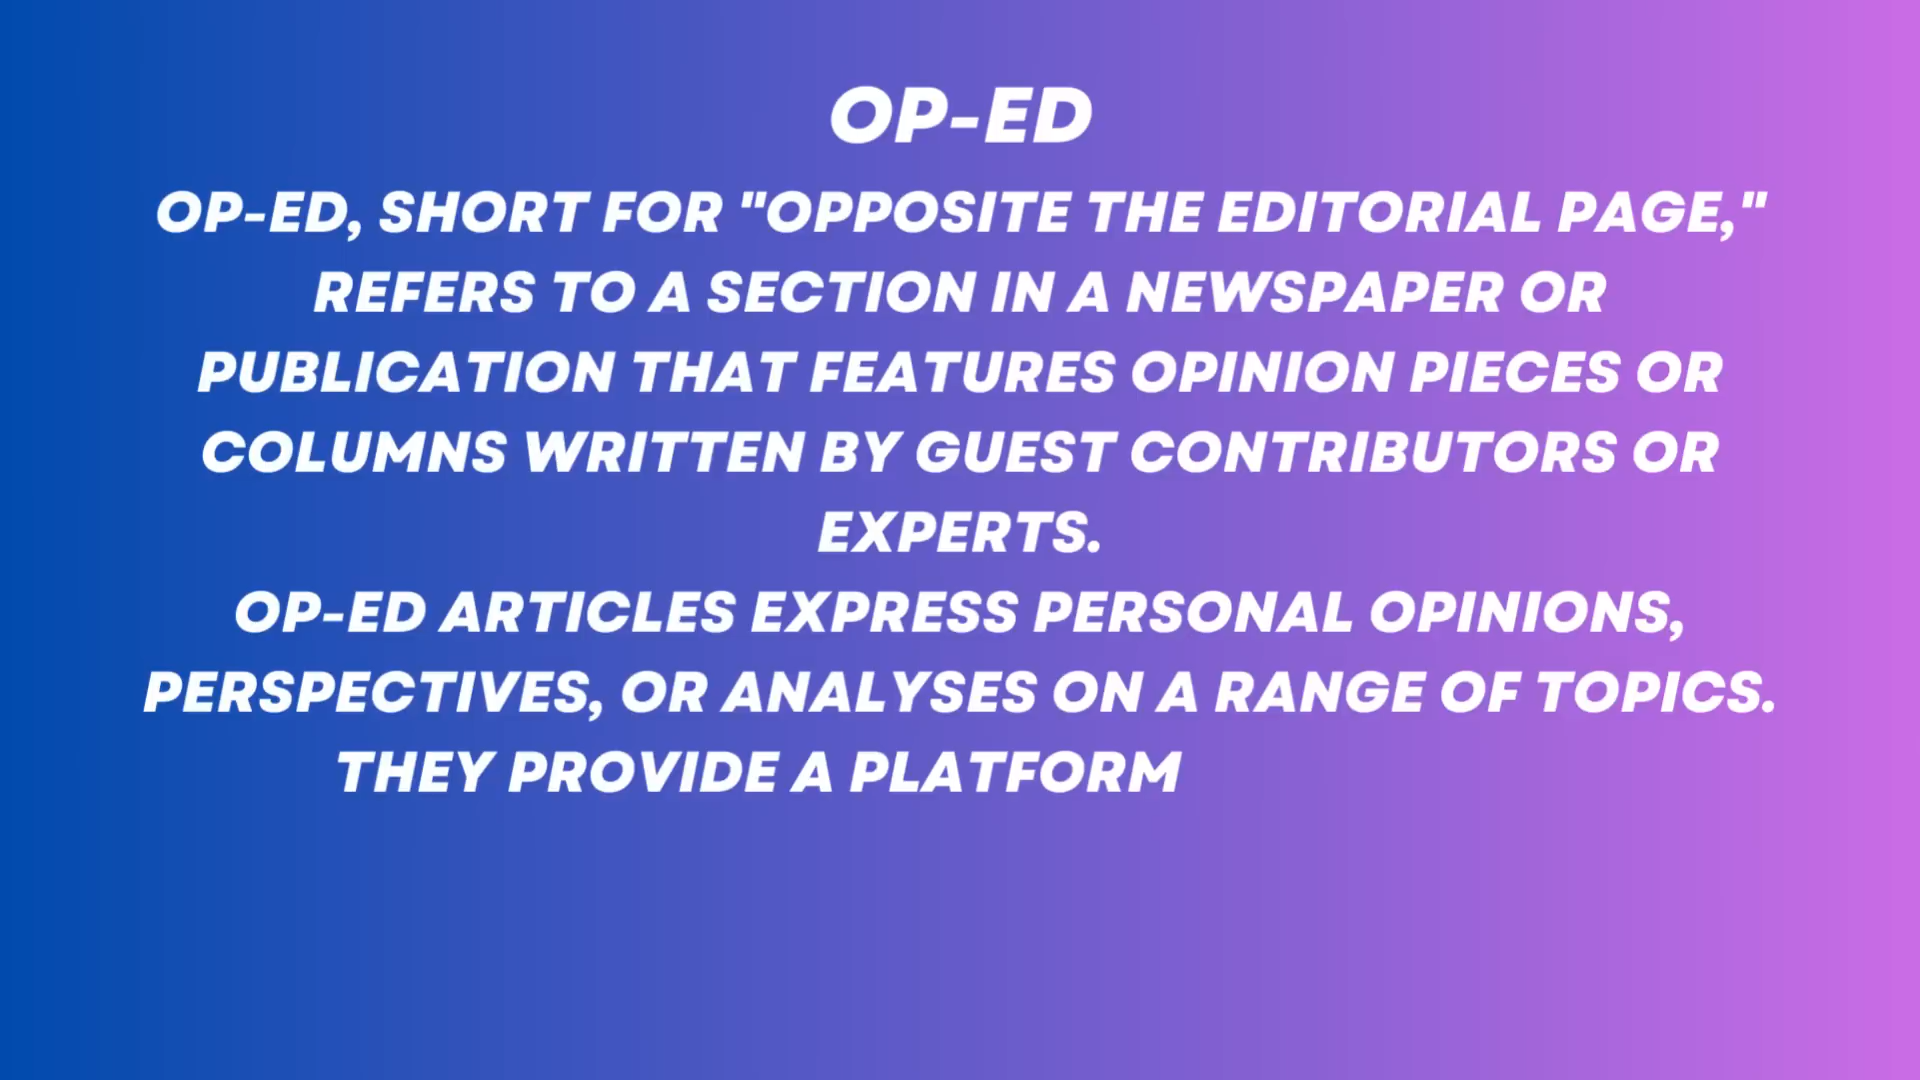 OP-ED
OP-ED, SHORT FOR "OPPOSITE THE EDITORIAL PAGE,"
REFERS TO A SECTION IN A NEWSPAPER OR
PUBLICATION THAT FEATURES OPINION PIECES OR
COLUMNS WRITTEN BY GUEST CONTRIBUTORS OR
EXPERTS.
OP-ED ARTICLES EXPRESS PERSONAL OPINIONS,
PERSPECTIVES, OR ANALYSES ON A RANGE OF TOPICS.
THEY PROVIDE A PLATFORM